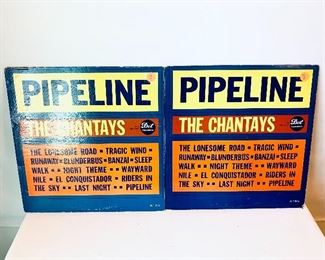 PIPELINE
THE CHANTAYS
Dot
THE LONESOME ROAD • TRAGIC WIND •
RUNAWAY • BLUNDERBUS • BANZAI • SLEEP
WALK • • NIGHT THEME • • WAYWARD
NILE • EL CONQUISTADOR • RIDERS IN
THE SKY • • LAST NIGHT • • PIPELINE
PIPELINE
THE CHANTAYS
Dot
THE LONESOME ROAD • TRAGIC WIND •
RUNAWAY • BLUNDERBUS • BANZAI • SLEEP
WALK • • NIGHT THEME • • WAYWARD
NILE • EL CONQUISTADOR • RIDERS IN
THE SKY • • LAST NIGHT • • PIPELINE